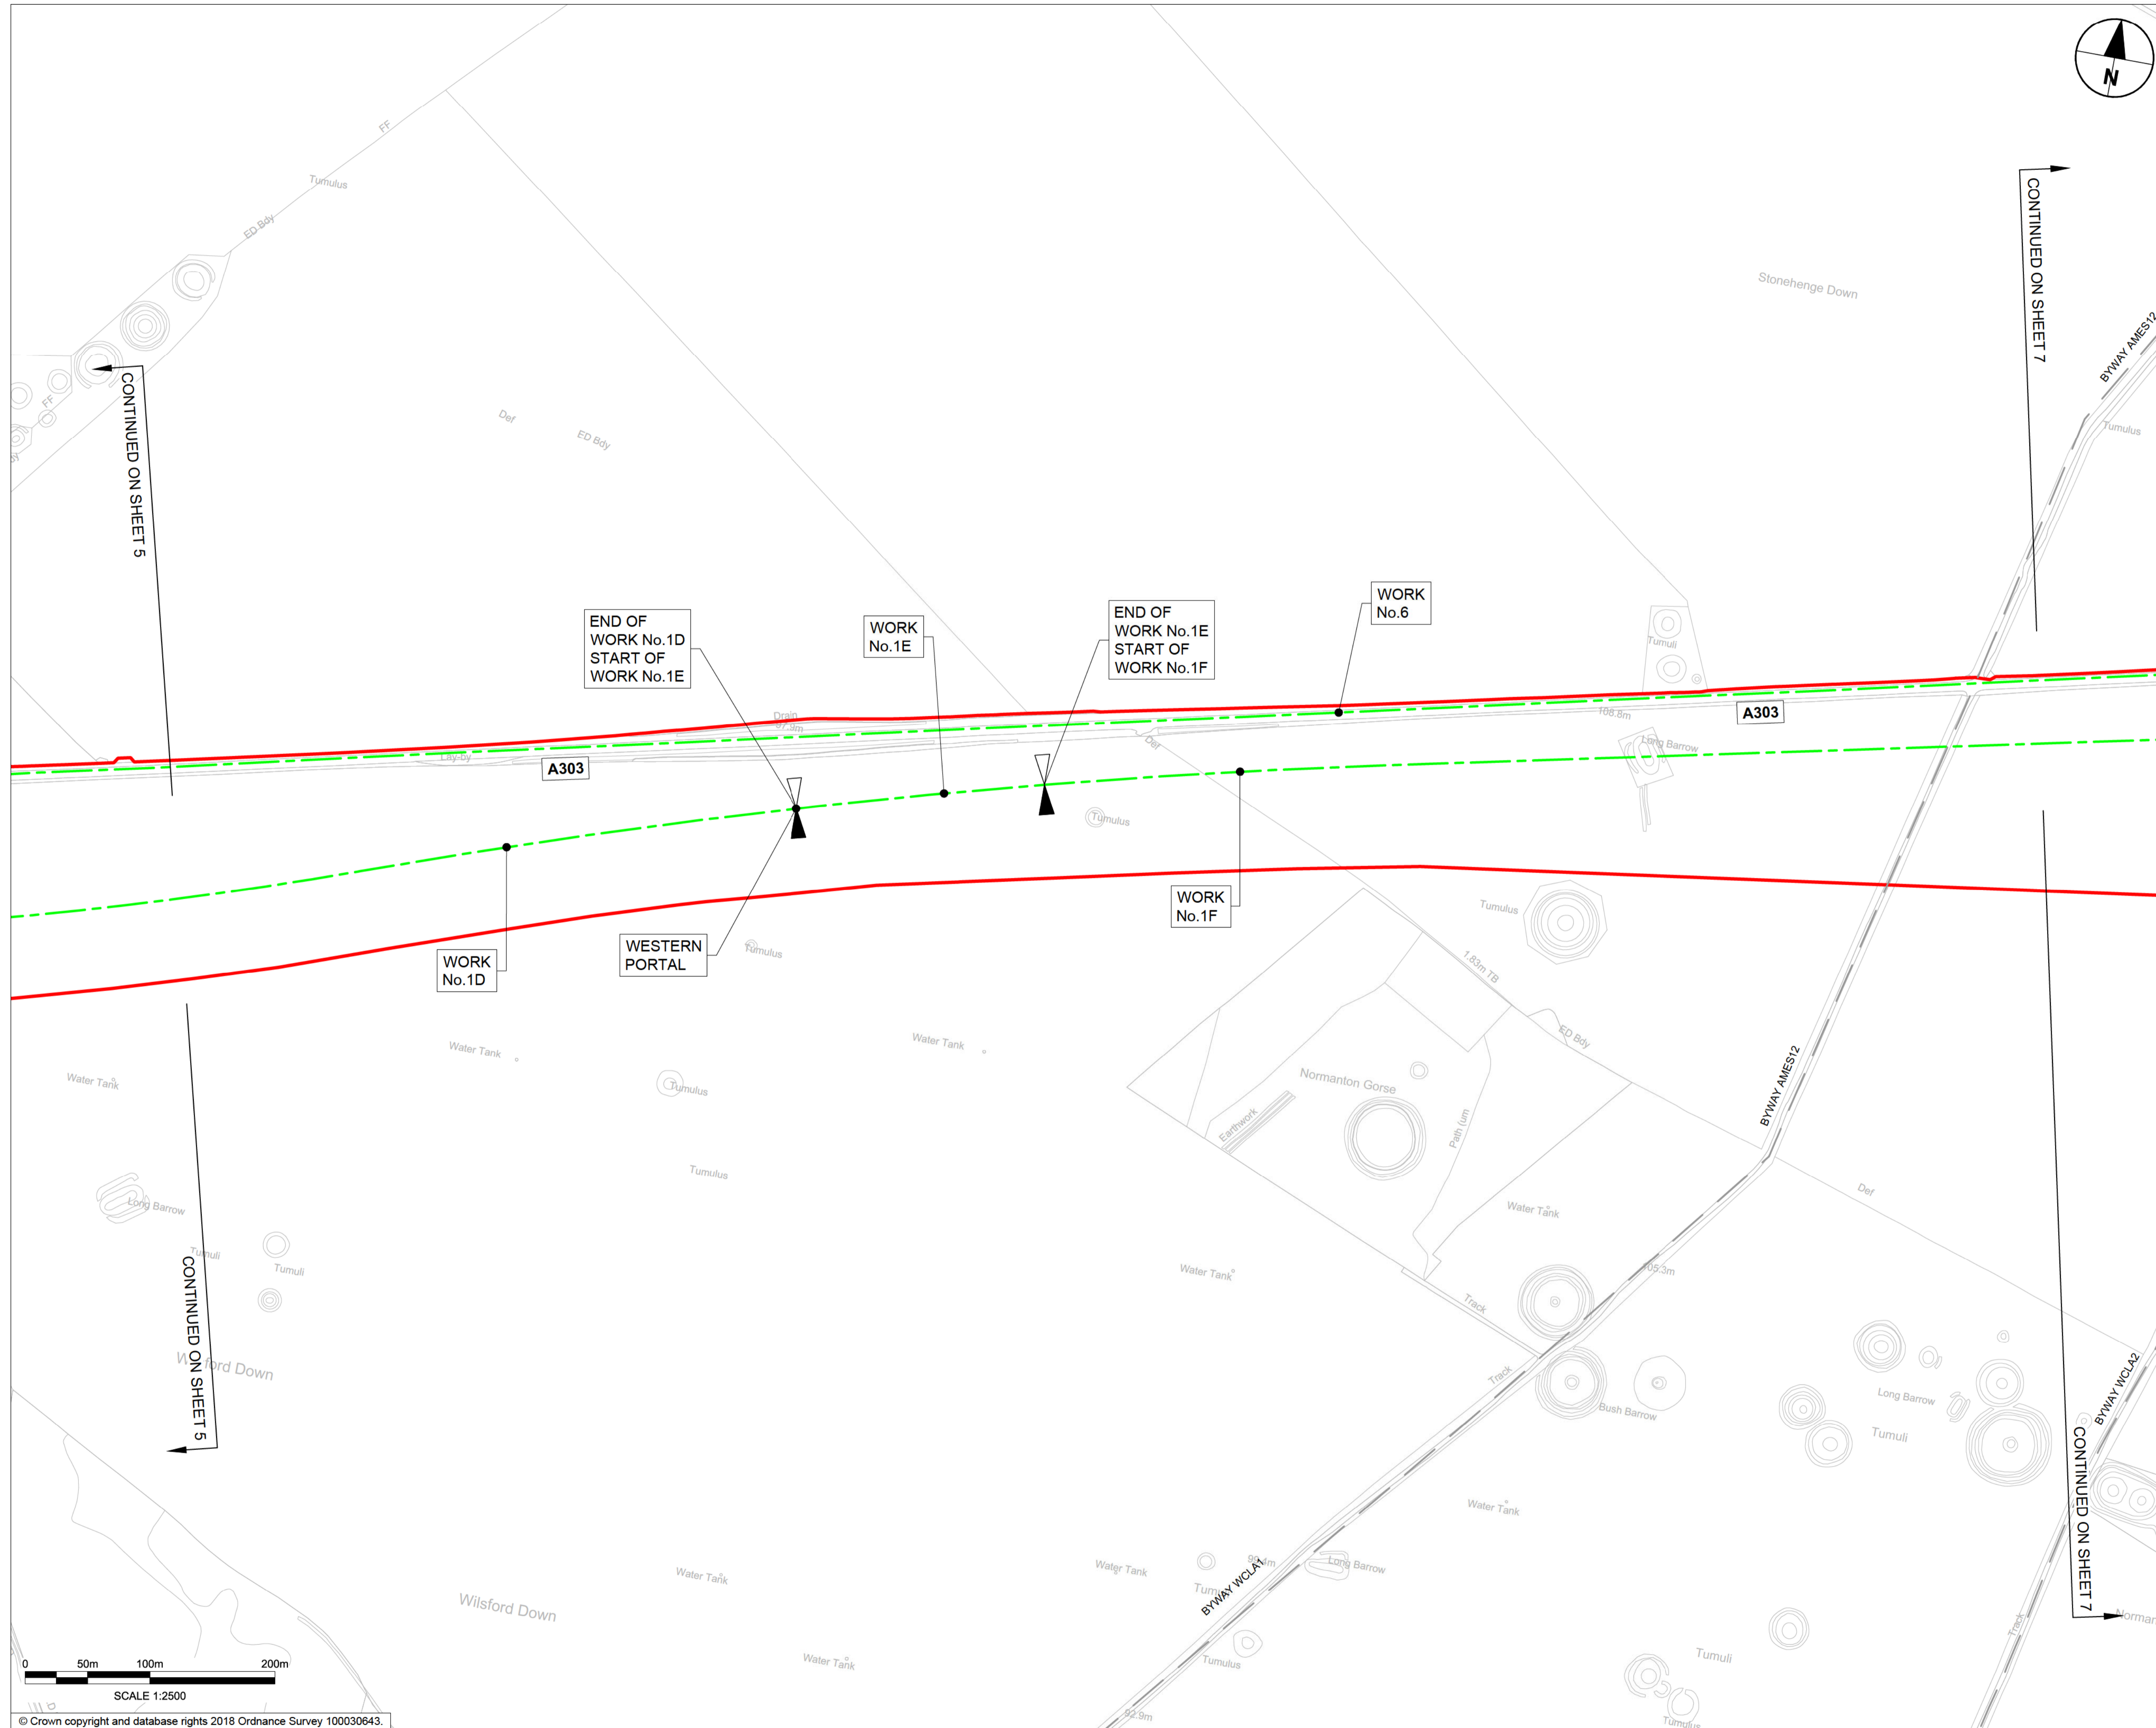 N
FF
Tumulus
ED Bdy
Stonehenge Down
CONTINUED ON SHEET 7
BYWAY AMES12
Tumulus
CONTINUED ON SHEET 5
FF
Def
ED Bdy
END OF
WORK No.1D
START OF
WORK No.1E
WORK
No.1E
END OF
WORK No.1E
START OF
WORK No.1F
WORK
No.6
Tumuli
Drain
A303
108.8m
Lay-by
A303
Def
Long Barrow
Tumulus
WORK
No.1D
WESTERN
PORTAL
Tumulus
WORK
No.1F
Tumulus
1.83m TB
ED Bdy
Water Tank
Water Tank
Water Tank
Tumulus
Normanton Gorse
Earthwork
Path (um
BYWAY AMES12
Tumulus
Def
Long Barrow
Water Tank
Tumuli
Tumuli
Water Tank
105.3m
Track
CONTINUED ON SHEET 5
Track
Bush Barrow
Long Barrow
Tumuli
BYWAY WCLA2
CONTINUED ON SHEET 7
Water Tank
Water Tank
Water Tank
Long Barrow
BYWAY WCLA1
Wilsford Down
Track
Water Tank
Tumulus
Tumuli
92.9m
Tumulus
0 50m 100m 200m
SCALE 1:2500
© Crown copyright and database rights 2018 Ordnance Survey 100030643.